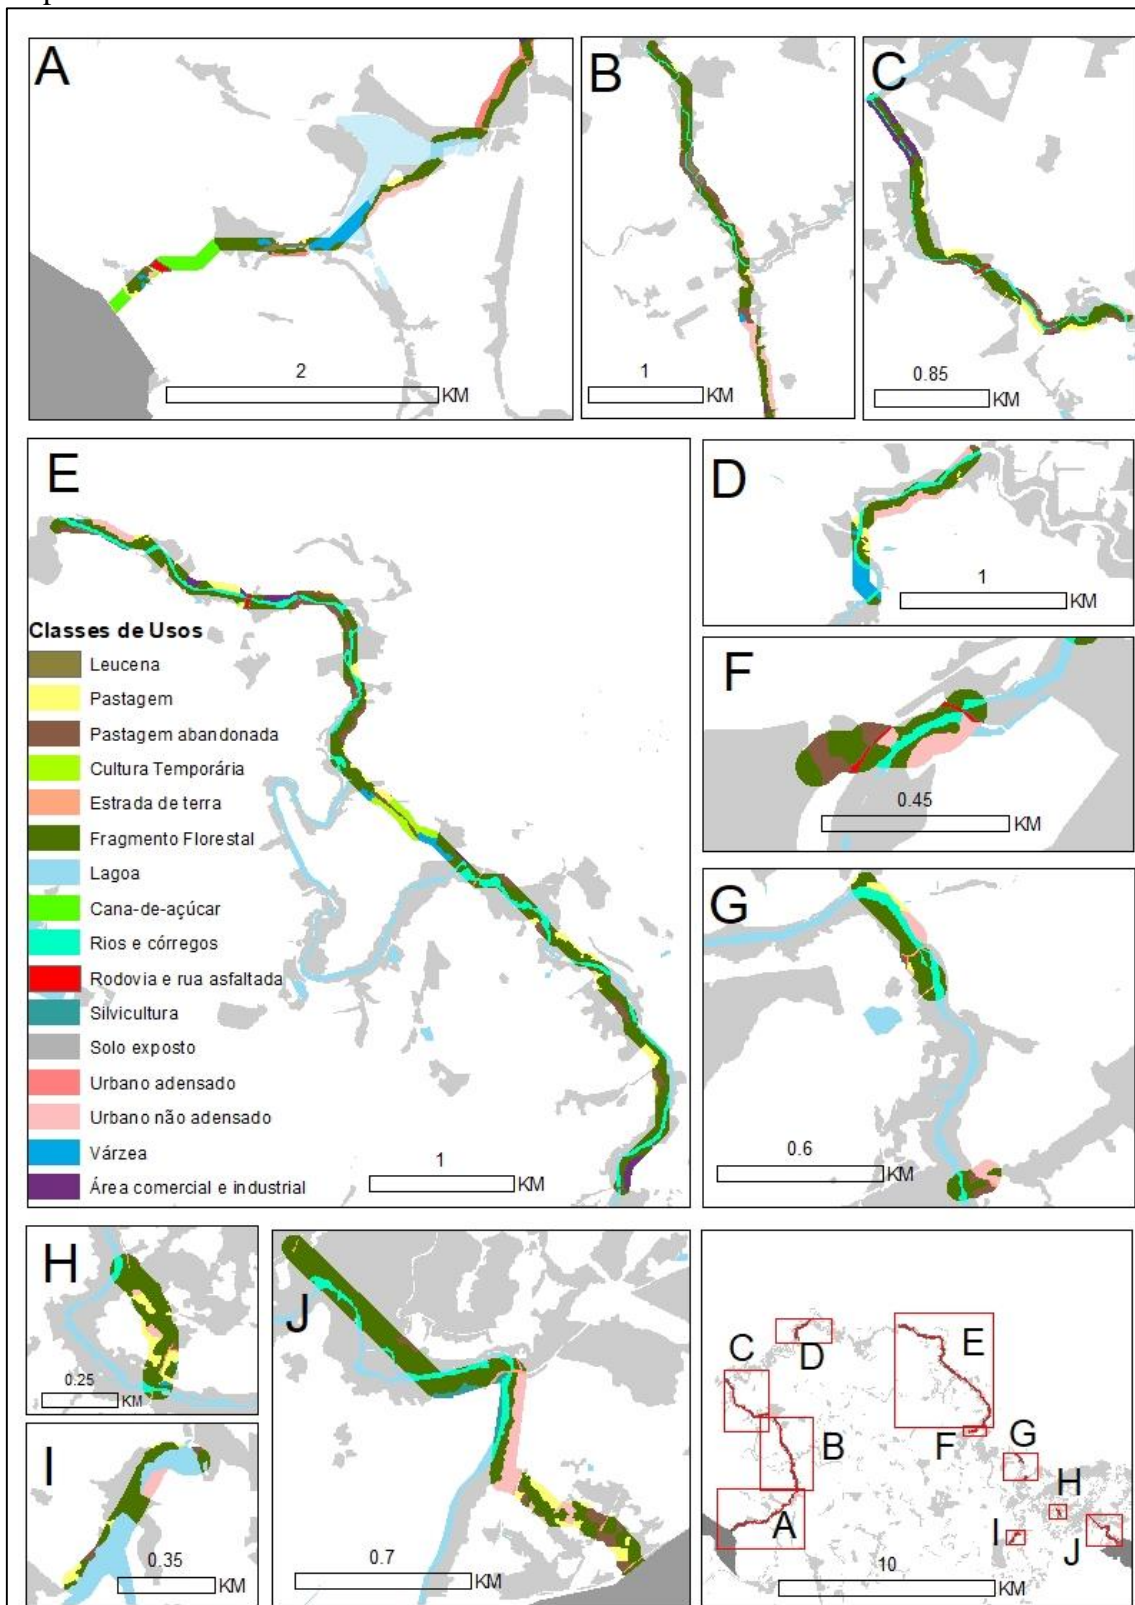 A
B
C
2
KM
1
KM
0.85
KM
E
D
1
KM
F
0.45
KM
Classes de Usos
Leucena
Pastagem
Pastagem abandonada
Cultura Temporária
Estrada de terra
Fragmento Florestal
Lagoa
Cana-de-açúcar
Rios e córregos
Rodovia e rua asfaltada
Silvicultura
Solo exposto
Urbano adensado
Urbano não adensado
Várzea
Área comercial e industrial
1
KM
G
0.6
KM
H
0.25
KM
I
0.35
KM
J
0.7
KM
C
D
E
B
F
G
H
A
I
J
10
KM